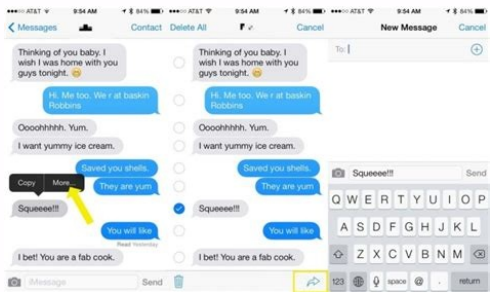 AT&T 9:54 AM 84%
Messages Contact
Thinking of you baby. I
wish I was home with you
guys tonight. 😊
Hi. Me too. We r at baskin
Robbins
Ooohhhhh. Yum.
I want yummy ice cream.
Saved you shells.
They are yum
Copy More...
Squeeee!!!
You will like
Read Yesterday
I bet! You are a fab cook.
iMessage Send
AT&T 9:54 AM 84%
Delete All Cancel
Thinking of you baby. I
wish I was home with you
guys tonight. 😊
Hi. Me too. We r at baskin
Robbins
Ooohhhhh. Yum.
I want yummy ice cream.
Saved you shells.
They are yum
Squeeee!!!
You will like
I bet! You are a fab cook.
AT&T 9:54 AM 84%
New Message Cancel
To:
Squeeee!!! Send
Q W E R T Y U I O P
A S D F G H J K L
Z X C V B N M
123 space @ . return